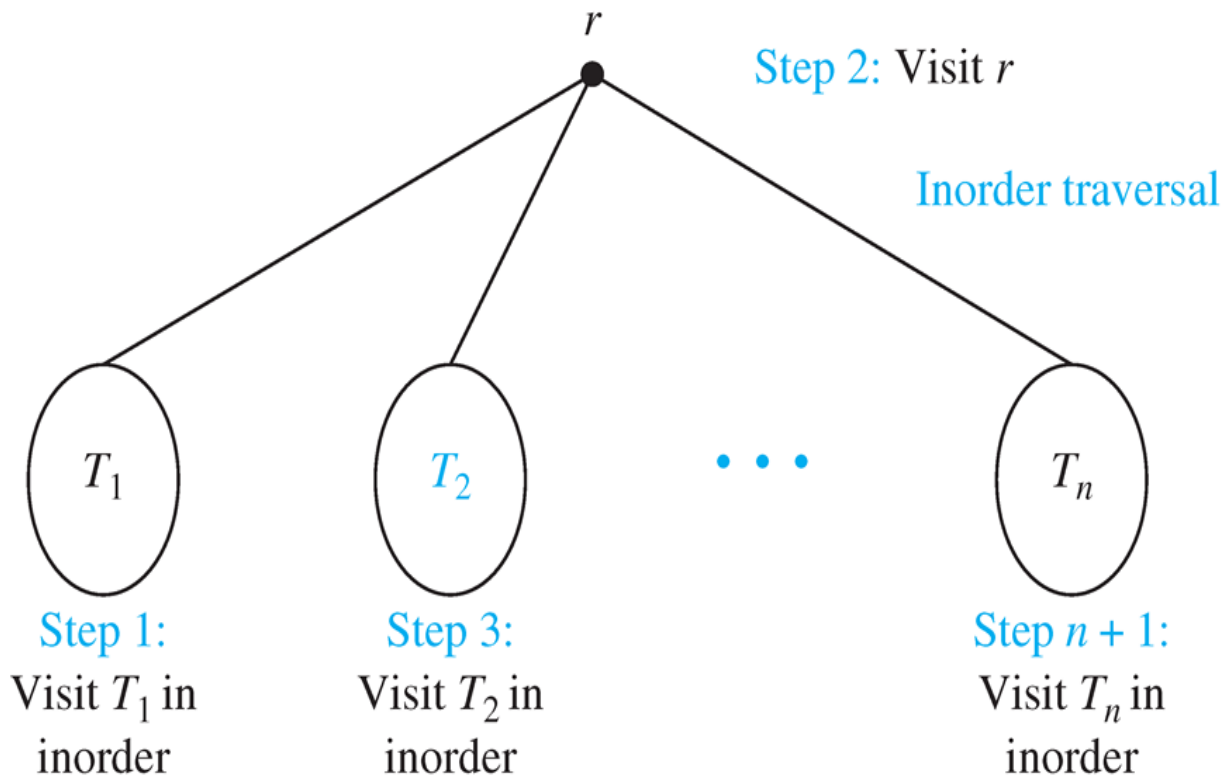 r
Step 2: Visit r
Inorder traversal
T₁
T₂
• • •
Tₙ
Step 1:
Visit T₁ in
inorder
Step 3:
Visit T₂ in
inorder
Step n + 1:
Visit Tₙ in
inorder